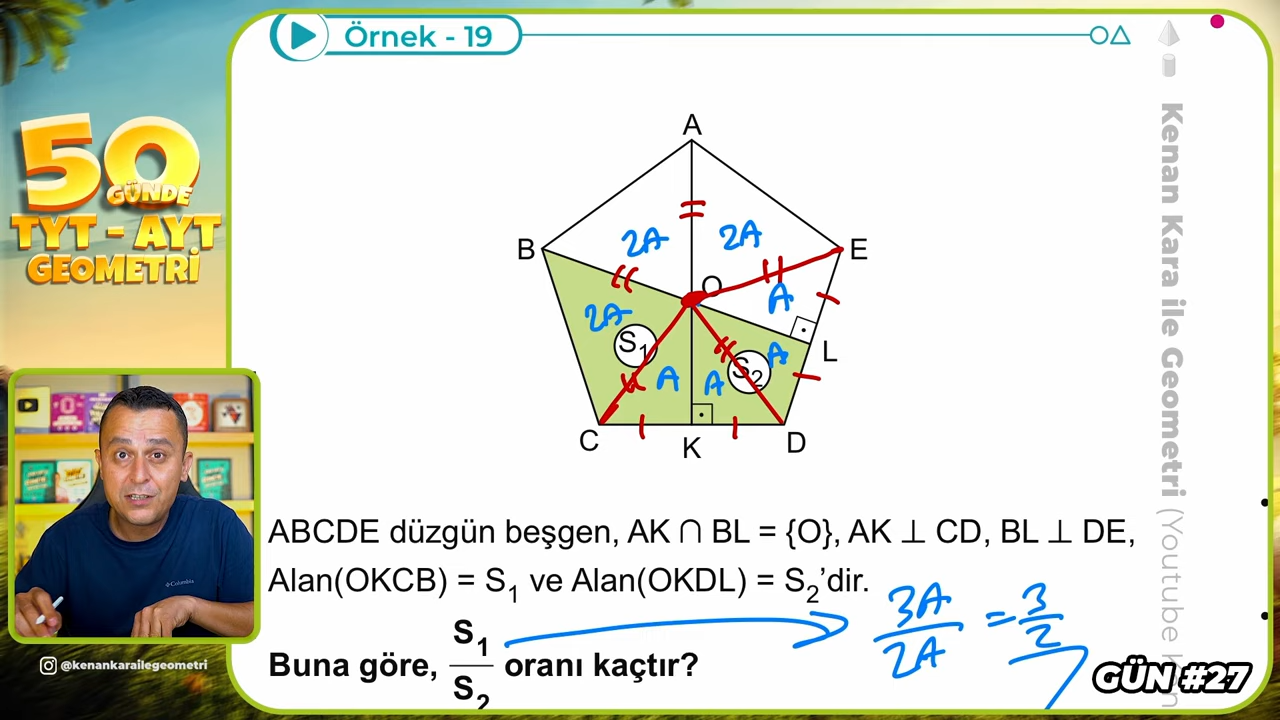 Örnek - 19
50
GÜNDE
TYT - AYT
GEOMETRİ
A
B
E
O
2A
2A
A
2A
S1
A
A
S2
A
L
C
K
D
ABCDE düzgün beşgen, AK ∩ BL = {O}, AK ⊥ CD, BL ⊥ DE,
Alan(OKCB) = S1 ve Alan(OKDL) = S2'dir.
Buna göre, S1/S2 oranı kaçtır?
3A/2A = 3/2
Kenan Kara ile Geometri (Youtube K
Columbia
@kenankarailegeometri
GÜN #27